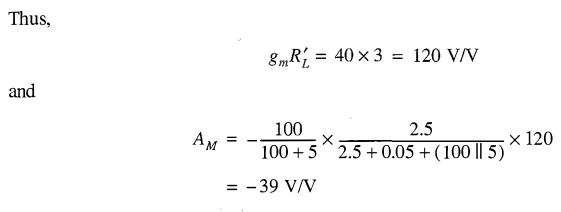 Thus,
gₘR′_L = 40 × 3 = 120 V/V
and
A_M = − 100/(100 + 5) × 2.5/(2.5 + 0.05 + (100 ∥ 5)) × 120
= −39 V/V